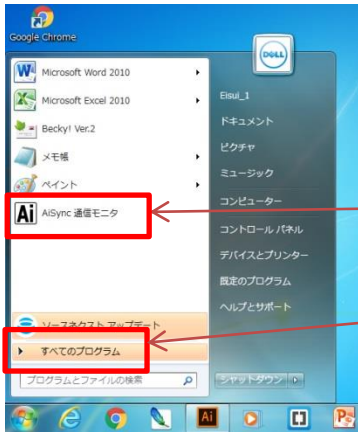 Google Chrome
DELL
Microsoft Word 2010
Microsoft Excel 2010
Becky! Ver.2
メモ帳
ペイント
Ai AiSync 通信モニタ
ソースネクスト アップデート
すべてのプログラム
プログラムとファイルの検索
Eisui_1
ドキュメント
ピクチャ
ミュージック
コンピューター
コントロール パネル
デバイスとプリンター
既定のプログラム
ヘルプとサポート
シャットダウン
Ai